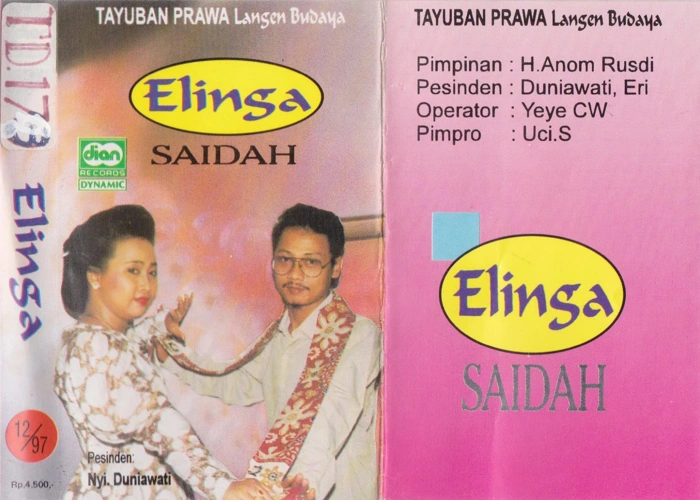 TD.17
Elinga
12/97
Rp.4.500,-
TAYUBAN PRAWA Langen Budaya
Elinga
SAIDAH
dian
RECORDS
DYNAMIC
Pesinden:
Nyi. Duniawati
TAYUBAN PRAWA Langen Budaya
Pimpinan : H.Anom Rusdi
Pesinden : Duniawati, Eri
Operator : Yeye CW
Pimpro : Uci.S
Elinga
SAIDAH